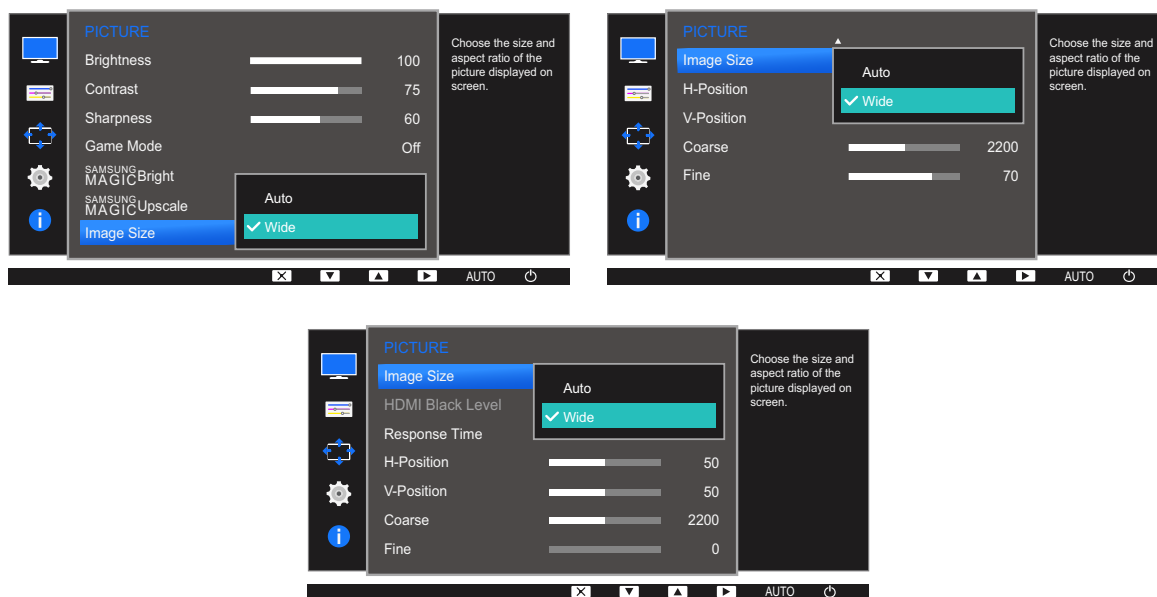 PICTURE
Brightness 100
Contrast 75
Sharpness 60
Game Mode Off
SAMSUNG
MAGICBright
SAMSUNG
MAGICUpscale
Image Size
Auto
Wide
Choose the size and
aspect ratio of the
picture displayed on
screen.
AUTO
PICTURE
Image Size
H-Position
V-Position
Coarse 2200
Fine 70
Auto
Wide
Choose the size and
aspect ratio of the
picture displayed on
screen.
AUTO
PICTURE
Image Size
HDMI Black Level
Response Time
H-Position 50
V-Position 50
Coarse 2200
Fine 0
Auto
Wide
Choose the size and
aspect ratio of the
picture displayed on
screen.
AUTO